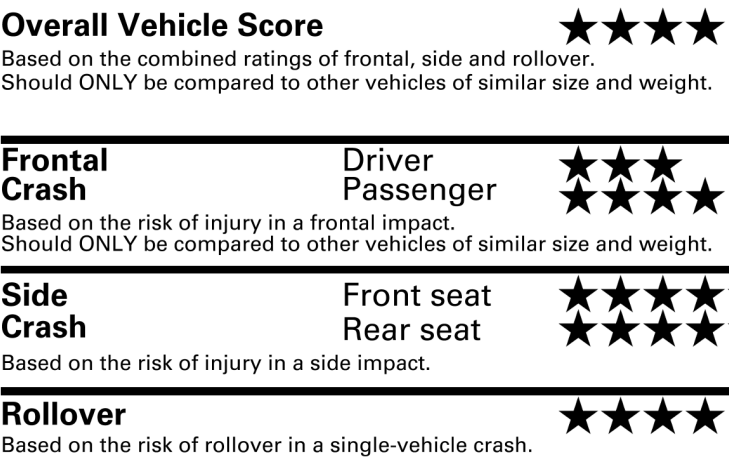 Overall Vehicle Score ★★★★
Based on the combined ratings of frontal, side and rollover.
Should ONLY be compared to other vehicles of similar size and weight.
Frontal Driver ★★★
Crash Passenger ★★★★
Based on the risk of injury in a frontal impact.
Should ONLY be compared to other vehicles of similar size and weight.
Side Front seat ★★★★
Crash Rear seat ★★★★
Based on the risk of injury in a side impact.
Rollover ★★★★
Based on the risk of rollover in a single-vehicle crash.